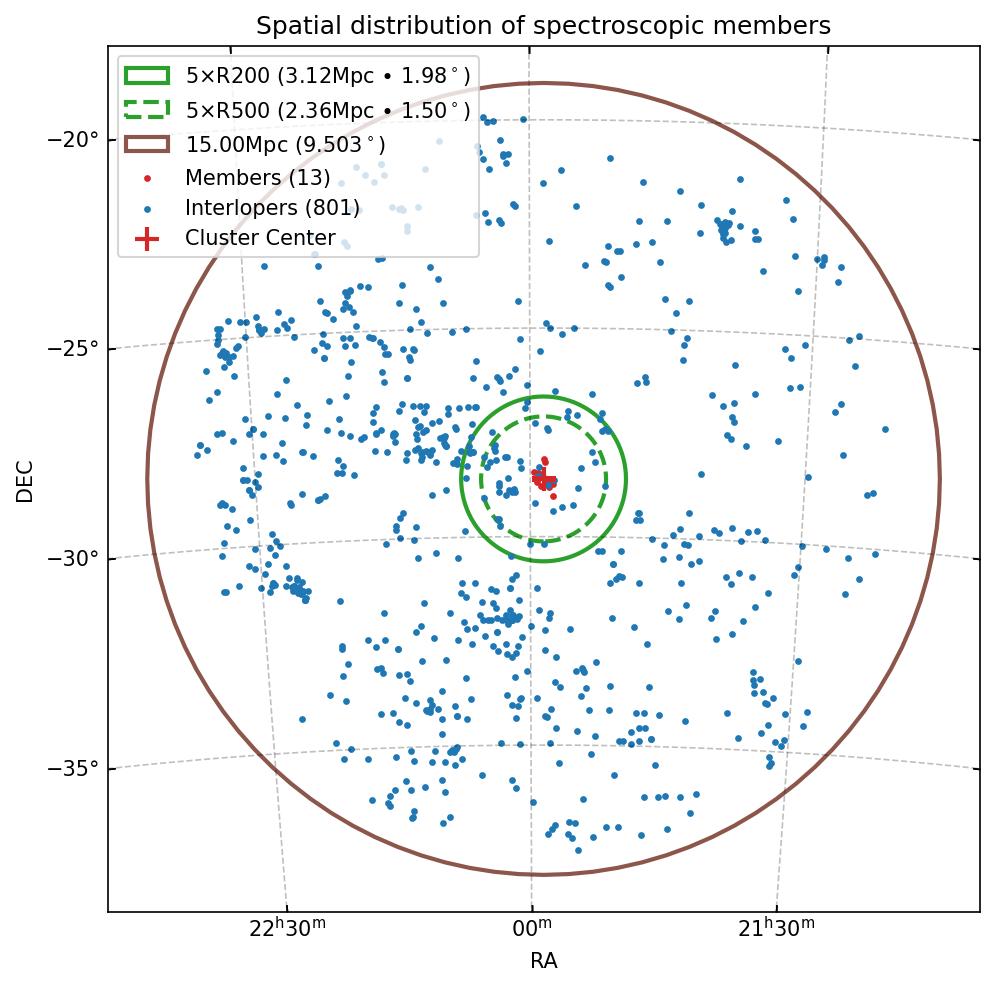 Spatial distribution of spectroscopic members
5×R200 (3.12Mpc • 1.98°)
5×R500 (2.36Mpc • 1.50°)
15.00Mpc (9.503°)
Members (13)
Interlopers (801)
Cluster Center
−20°
−25°
−30°
−35°
DEC
22ʰ30ᵐ 00ᵐ 21ʰ30ᵐ
RA